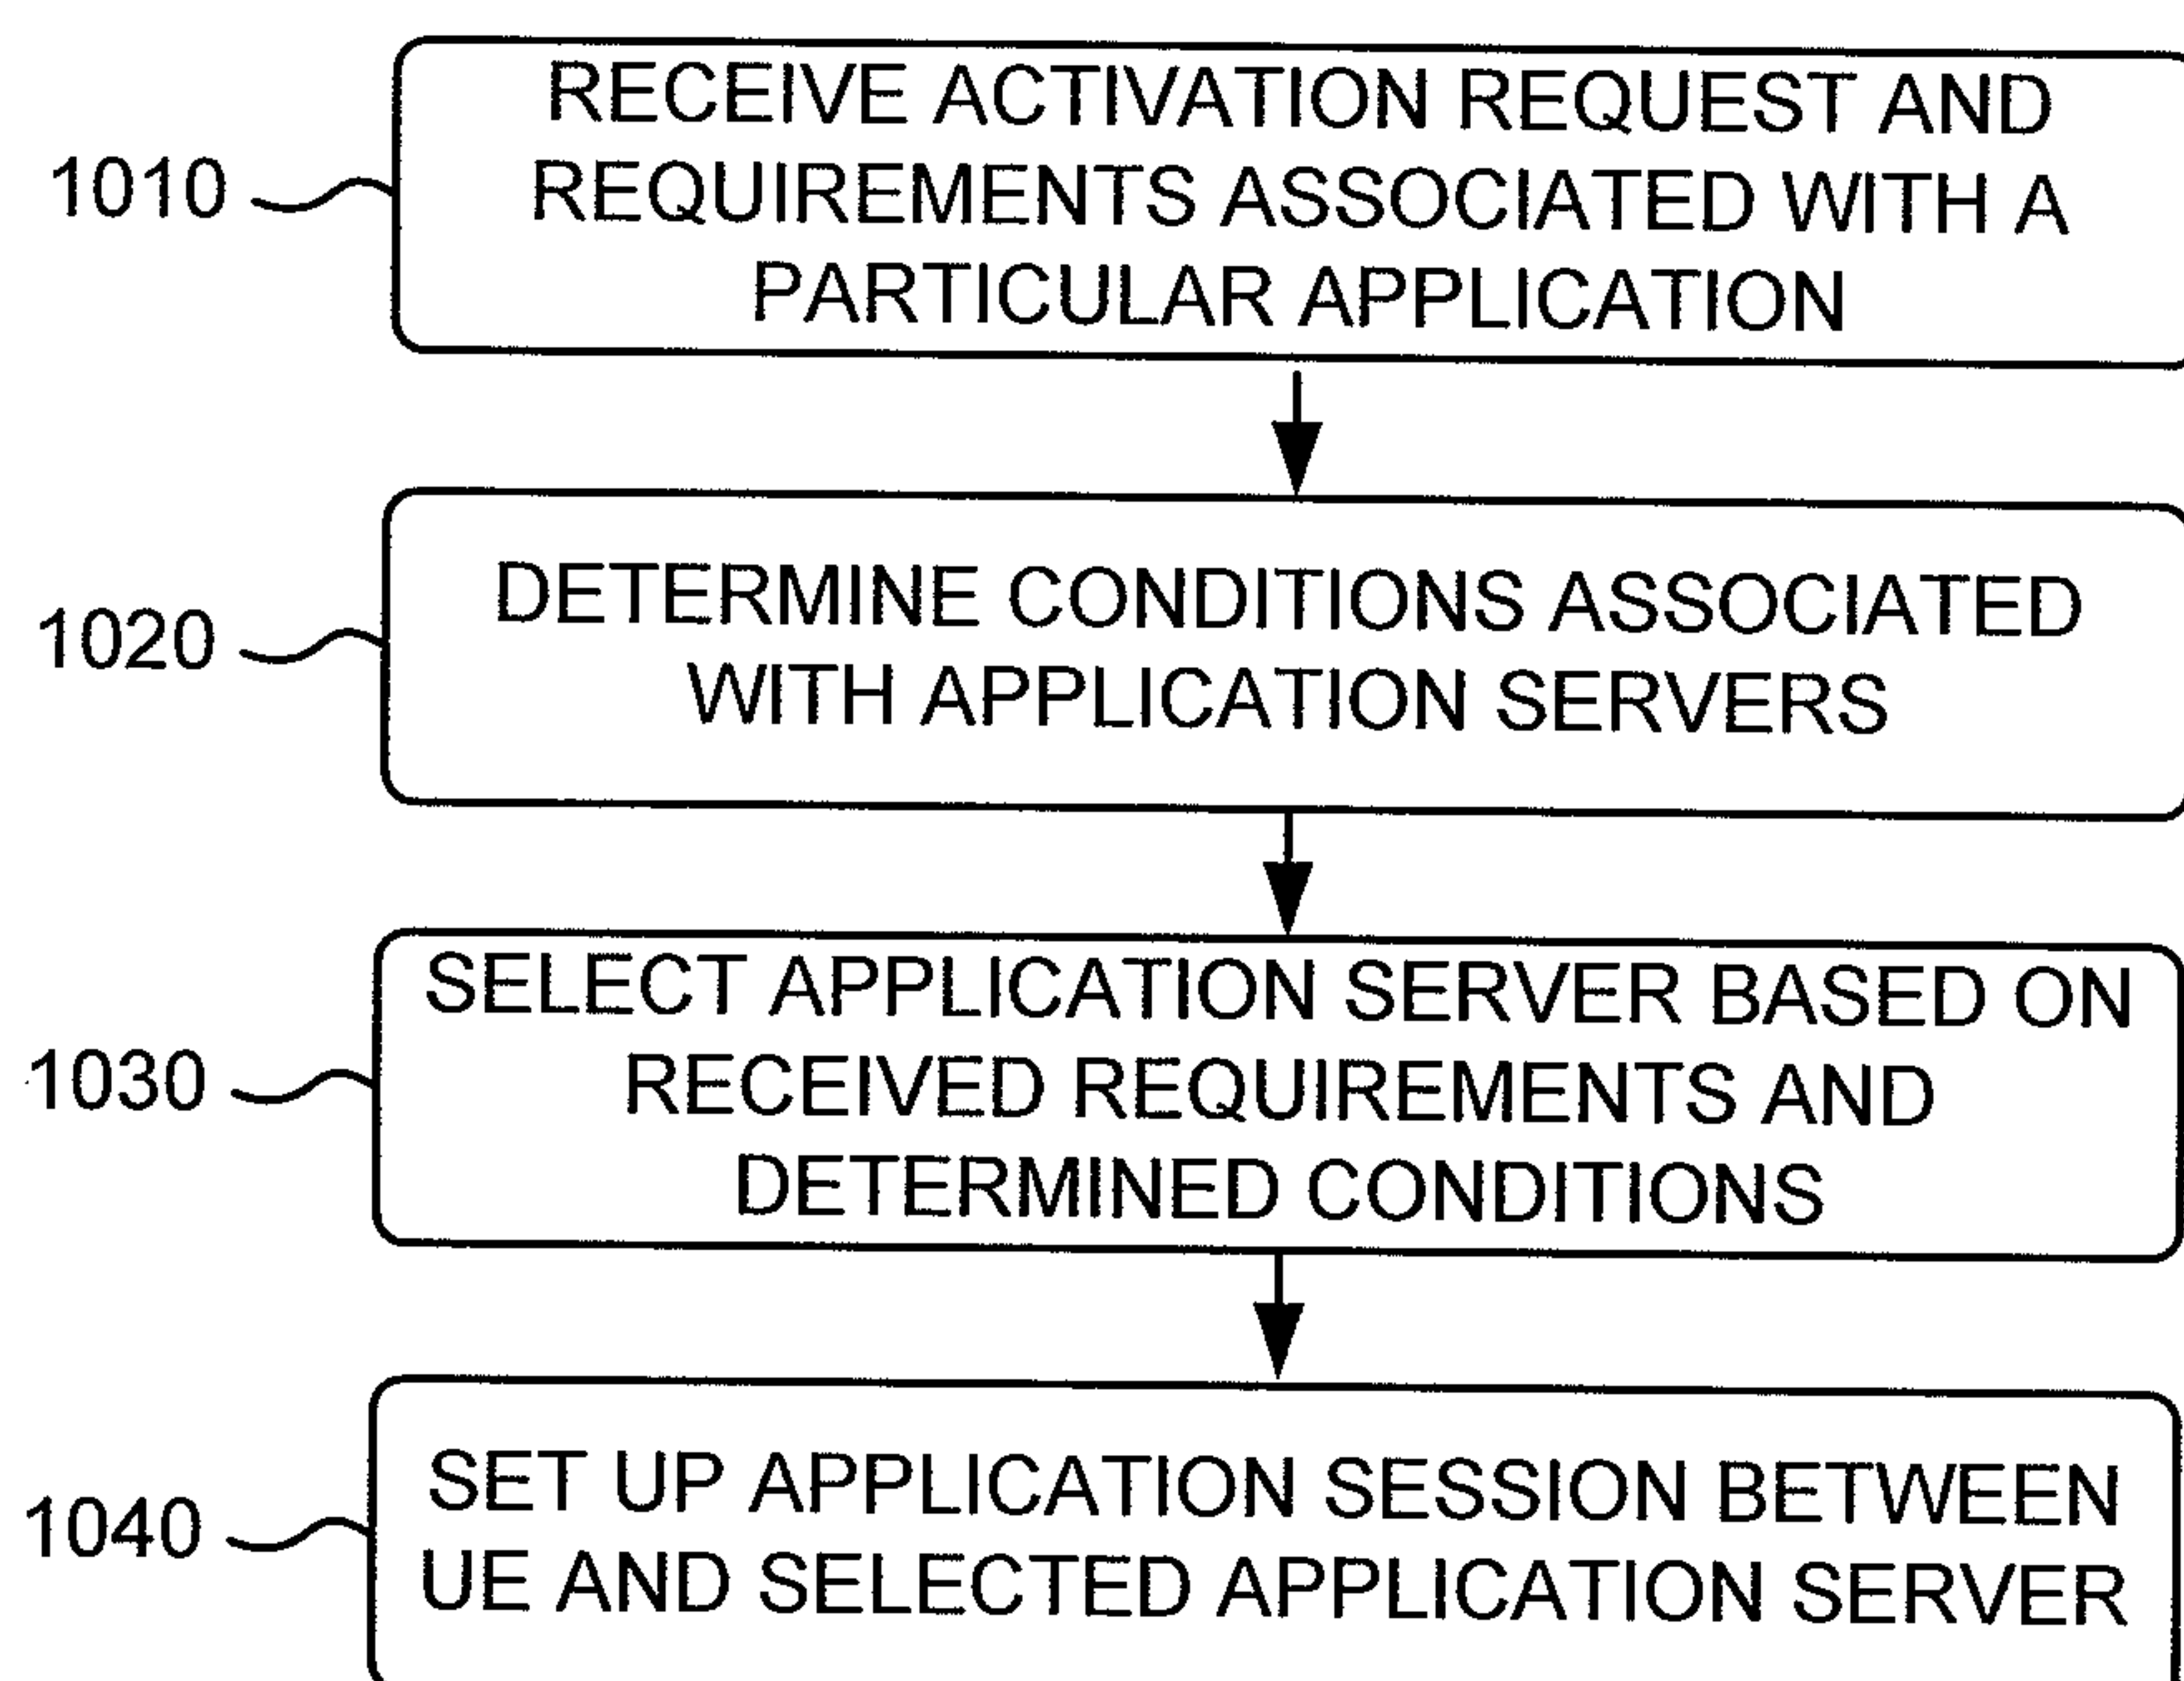 RECEIVE ACTIVATION REQUEST AND
1010
REQUIREMENTS ASSOCIATED WITH A
PARTICULAR APPLICATION
DETERMINE CONDITIONS ASSOCIATED
1020
WITH APPLICATION SERVERS
SELECT APPLICATION SERVER BASED ON
1030
RECEIVED REQUIREMENTS AND
DETERMINED CONDITIONS
SET UP APPLICATION SESSION BETWEEN
1040
UE AND SELECTED APPLICATION SERVER